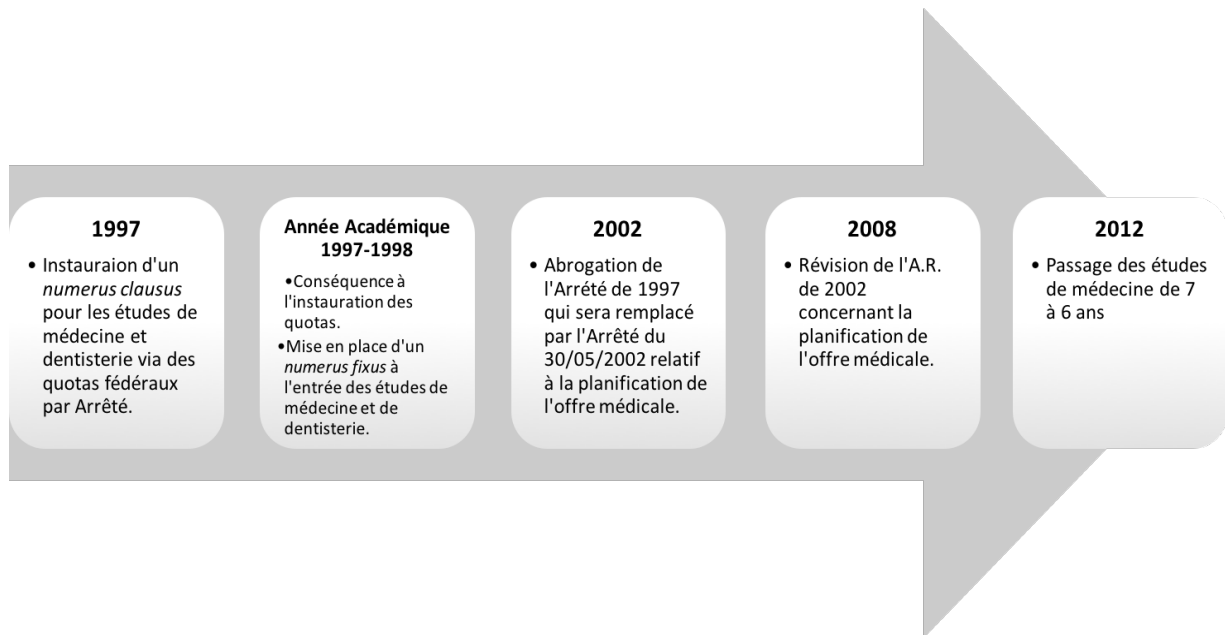 1997
• Instauraion d'un
numerus clausus
pour les études de
médecine et
dentisterie via des
quotas fédéraux
par Arrêté.
Année Académique
1997-1998
•Conséquence à
l'instauration des
quotas.
•Mise en place d'un
numerus fixus à
l'entrée des études de
médecine et de
dentisterie.
2002
• Abrogation de
l'Arrété de 1997
qui sera remplacé
par l'Arrêté du
30/05/2002 relatif
à la planification de
l'offre médicale.
2008
• Révision de l'A.R.
de 2002
concernant la
planification de
l'offre médicale.
2012
• Passage des études
de médecine de 7
à 6 ans